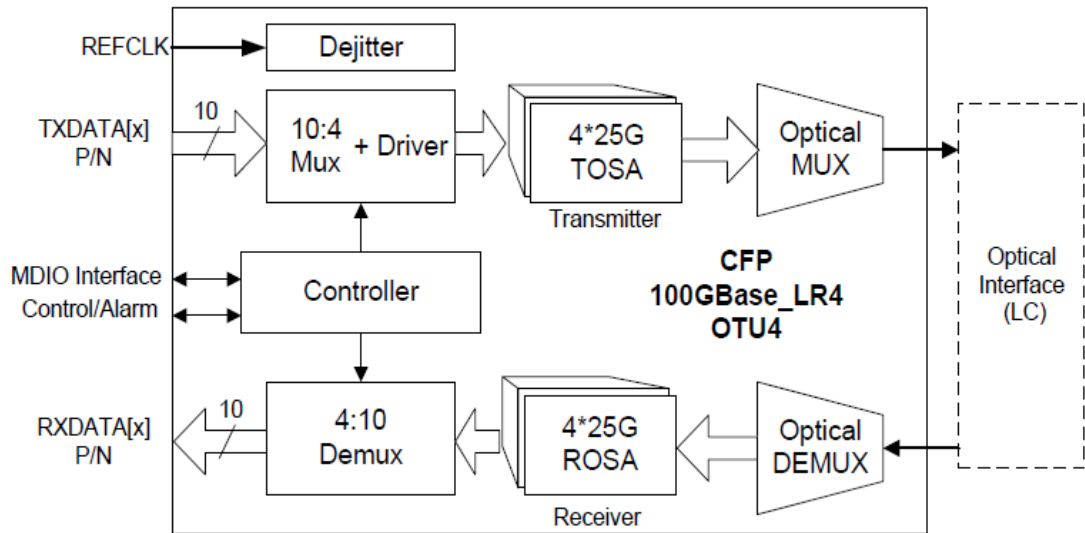 REFCLK
Dejitter
10
TXDATA[x]
P/N
10:4
Mux
+ Driver
4*25G
TOSA
Transmitter
Optical
MUX
MDIO Interface
Control/Alarm
Controller
CFP
100GBase_LR4
OTU4
Optical
Interface
(LC)
10
RXDATA[x]
P/N
4:10
Demux
4*25G
ROSA
Receiver
Optical
DEMUX